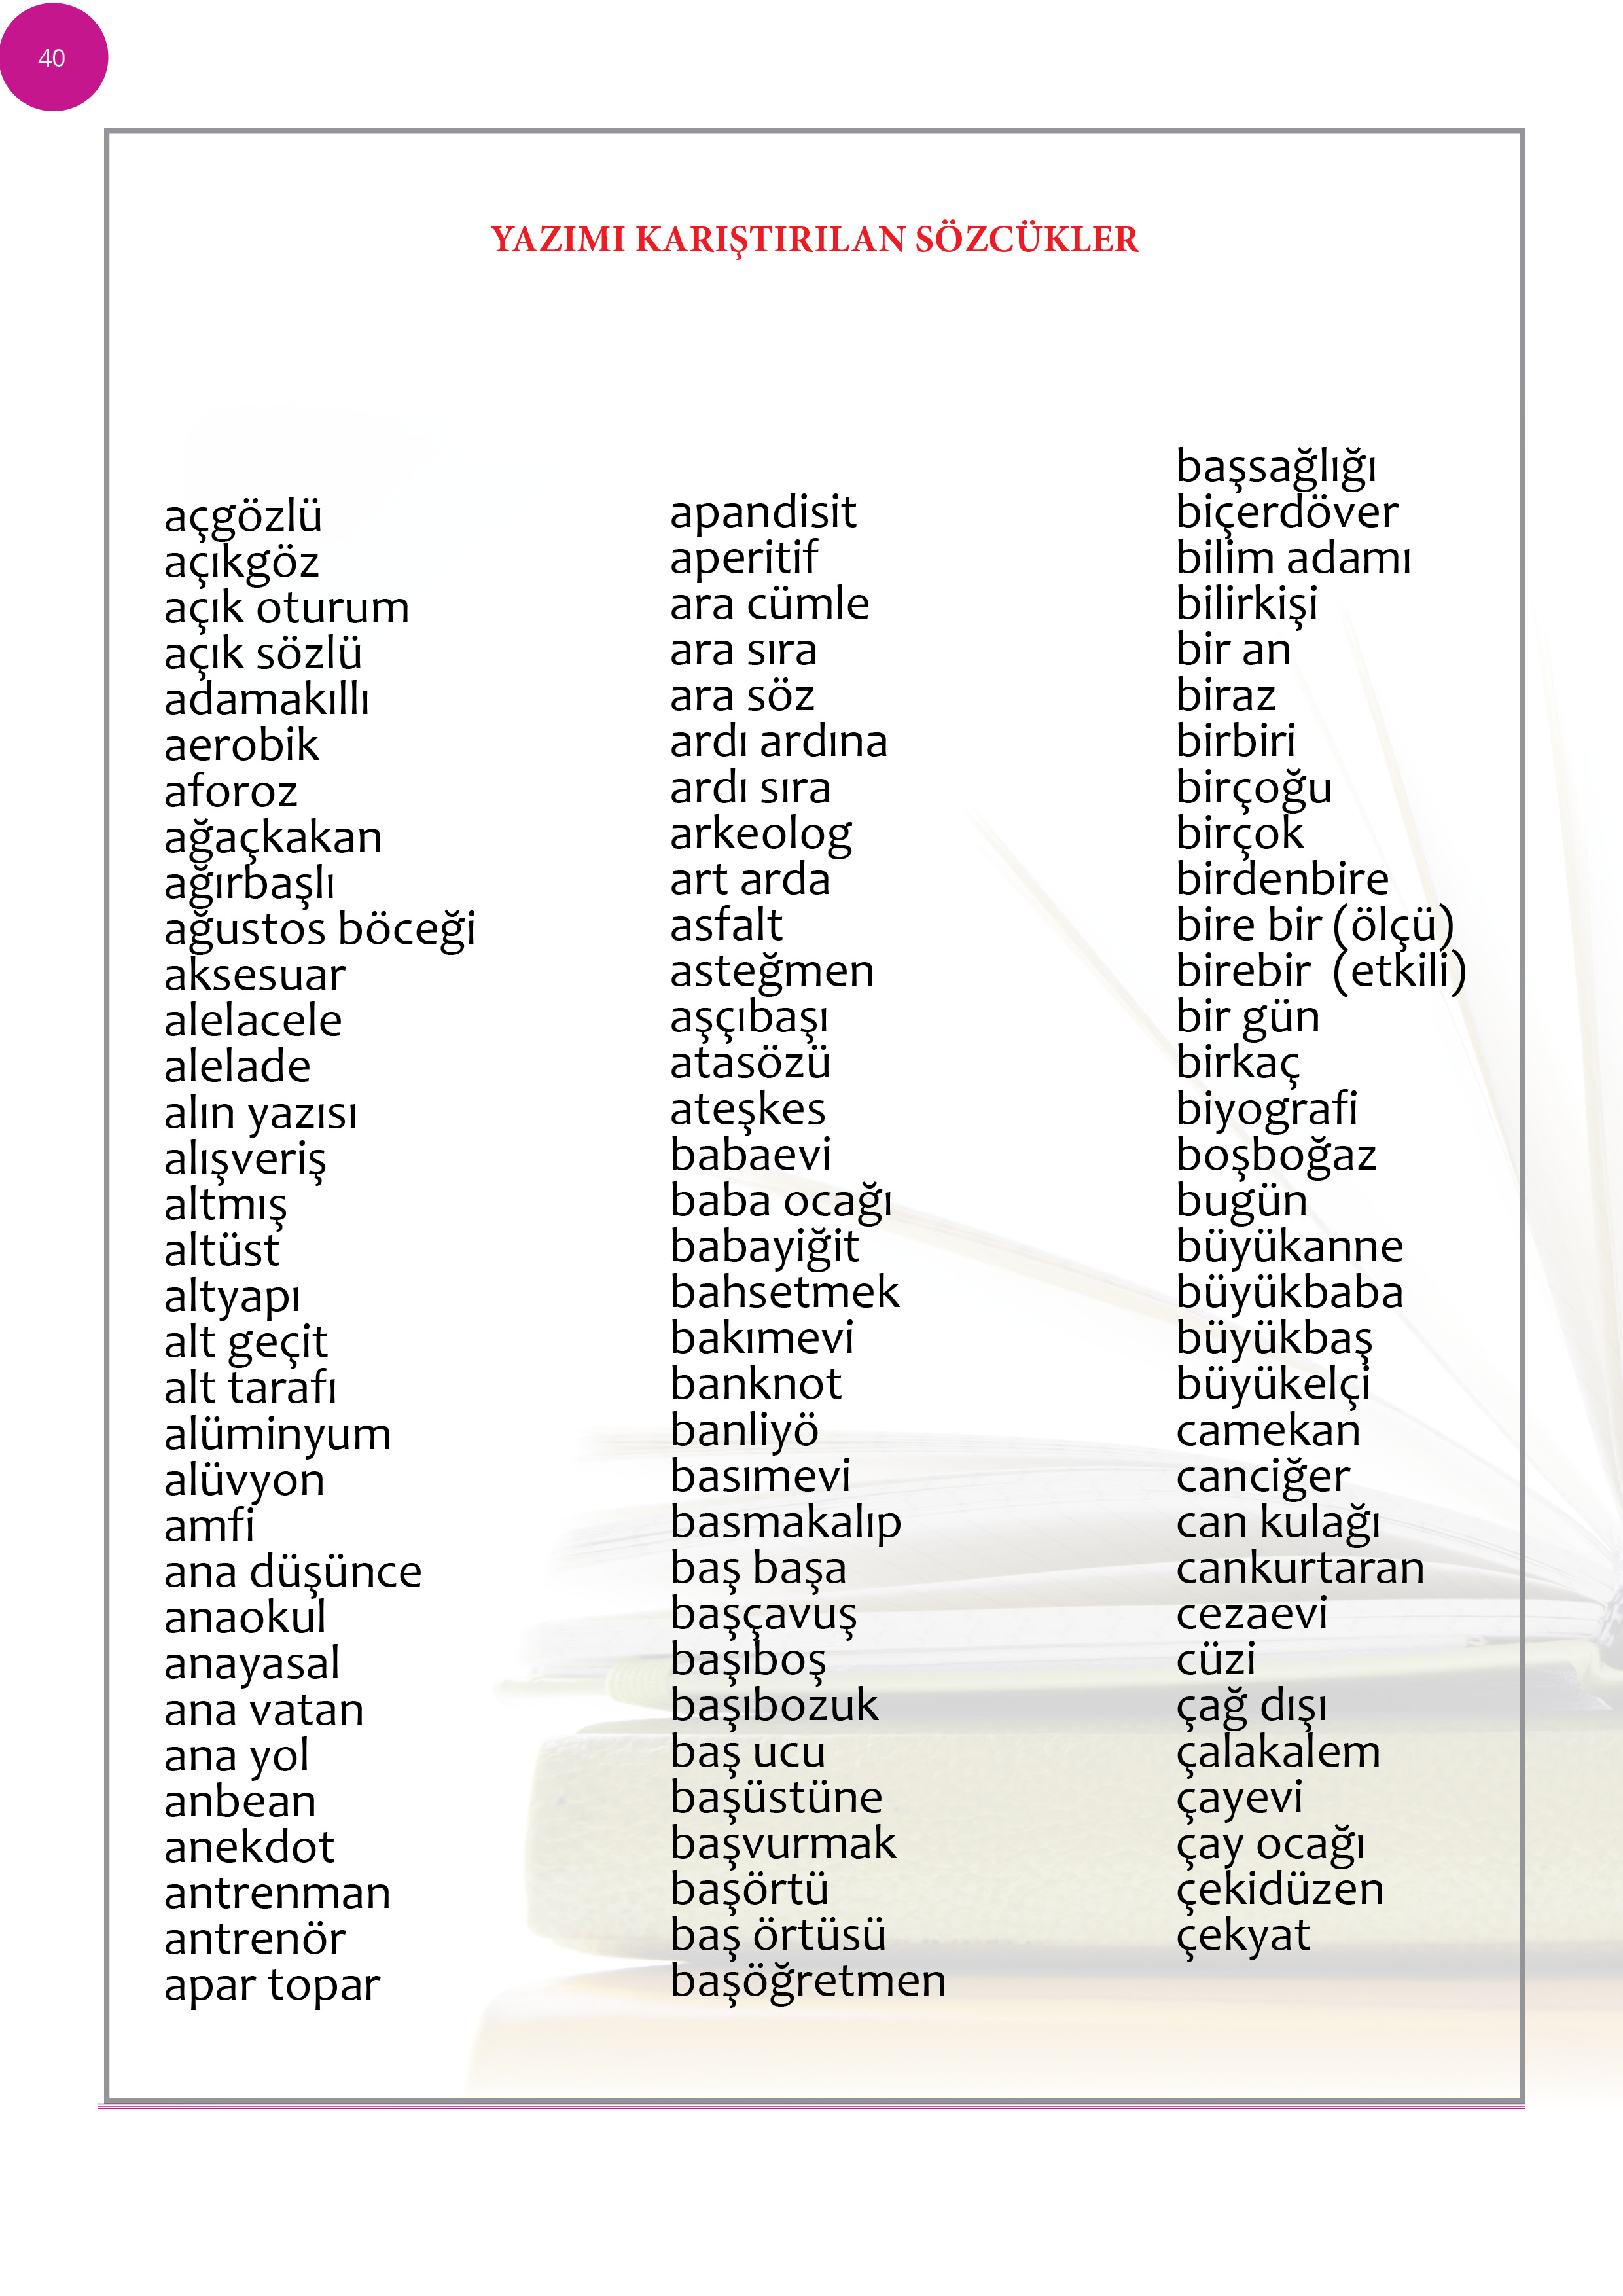 40
YAZIMI KARIŞTIRILAN SÖZCÜKLER
açgözlü
açıkgöz
açık oturum
açık sözlü
adamakıllı
aerobik
aforoz
ağaçkakan
ağırbaşlı
ağustos böceği
aksesuar
alelacele
alelade
alın yazısı
alışveriş
altmış
altüst
altyapı
alt geçit
alt tarafı
alüminyum
alüvyon
amfi
ana düşünce
anaokul
anayasal
ana vatan
ana yol
anbean
anekdot
antrenman
antrenör
apar topar
apandisit
aperitif
ara cümle
ara sıra
ara söz
ardı ardına
ardı sıra
arkeolog
art arda
asfalt
asteğmen
aşçıbaşı
atasözü
ateşkes
babaevi
baba ocağı
babayiğit
bahsetmek
bakımevi
banknot
banliyö
basımevi
basmakalıp
baş başa
başçavuş
başıboş
başıbozuk
baş ucu
başüstüne
başvurmak
başörtü
baş örtüsü
başöğretmen
başsağlığı
biçerdöver
bilim adamı
bilirkişi
bir an
biraz
birbiri
birçoğu
birçok
birdenbire
bire bir (ölçü)
birebir (etkili)
bir gün
birkaç
biyografi
boşboğaz
bugün
büyükanne
büyükbaba
büyükbaş
büyükelçi
camekan
canciğer
can kulağı
cankurtaran
cezaevi
cüzi
çağ dışı
çalakalem
çayevi
çay ocağı
çekidüzen
çekyat